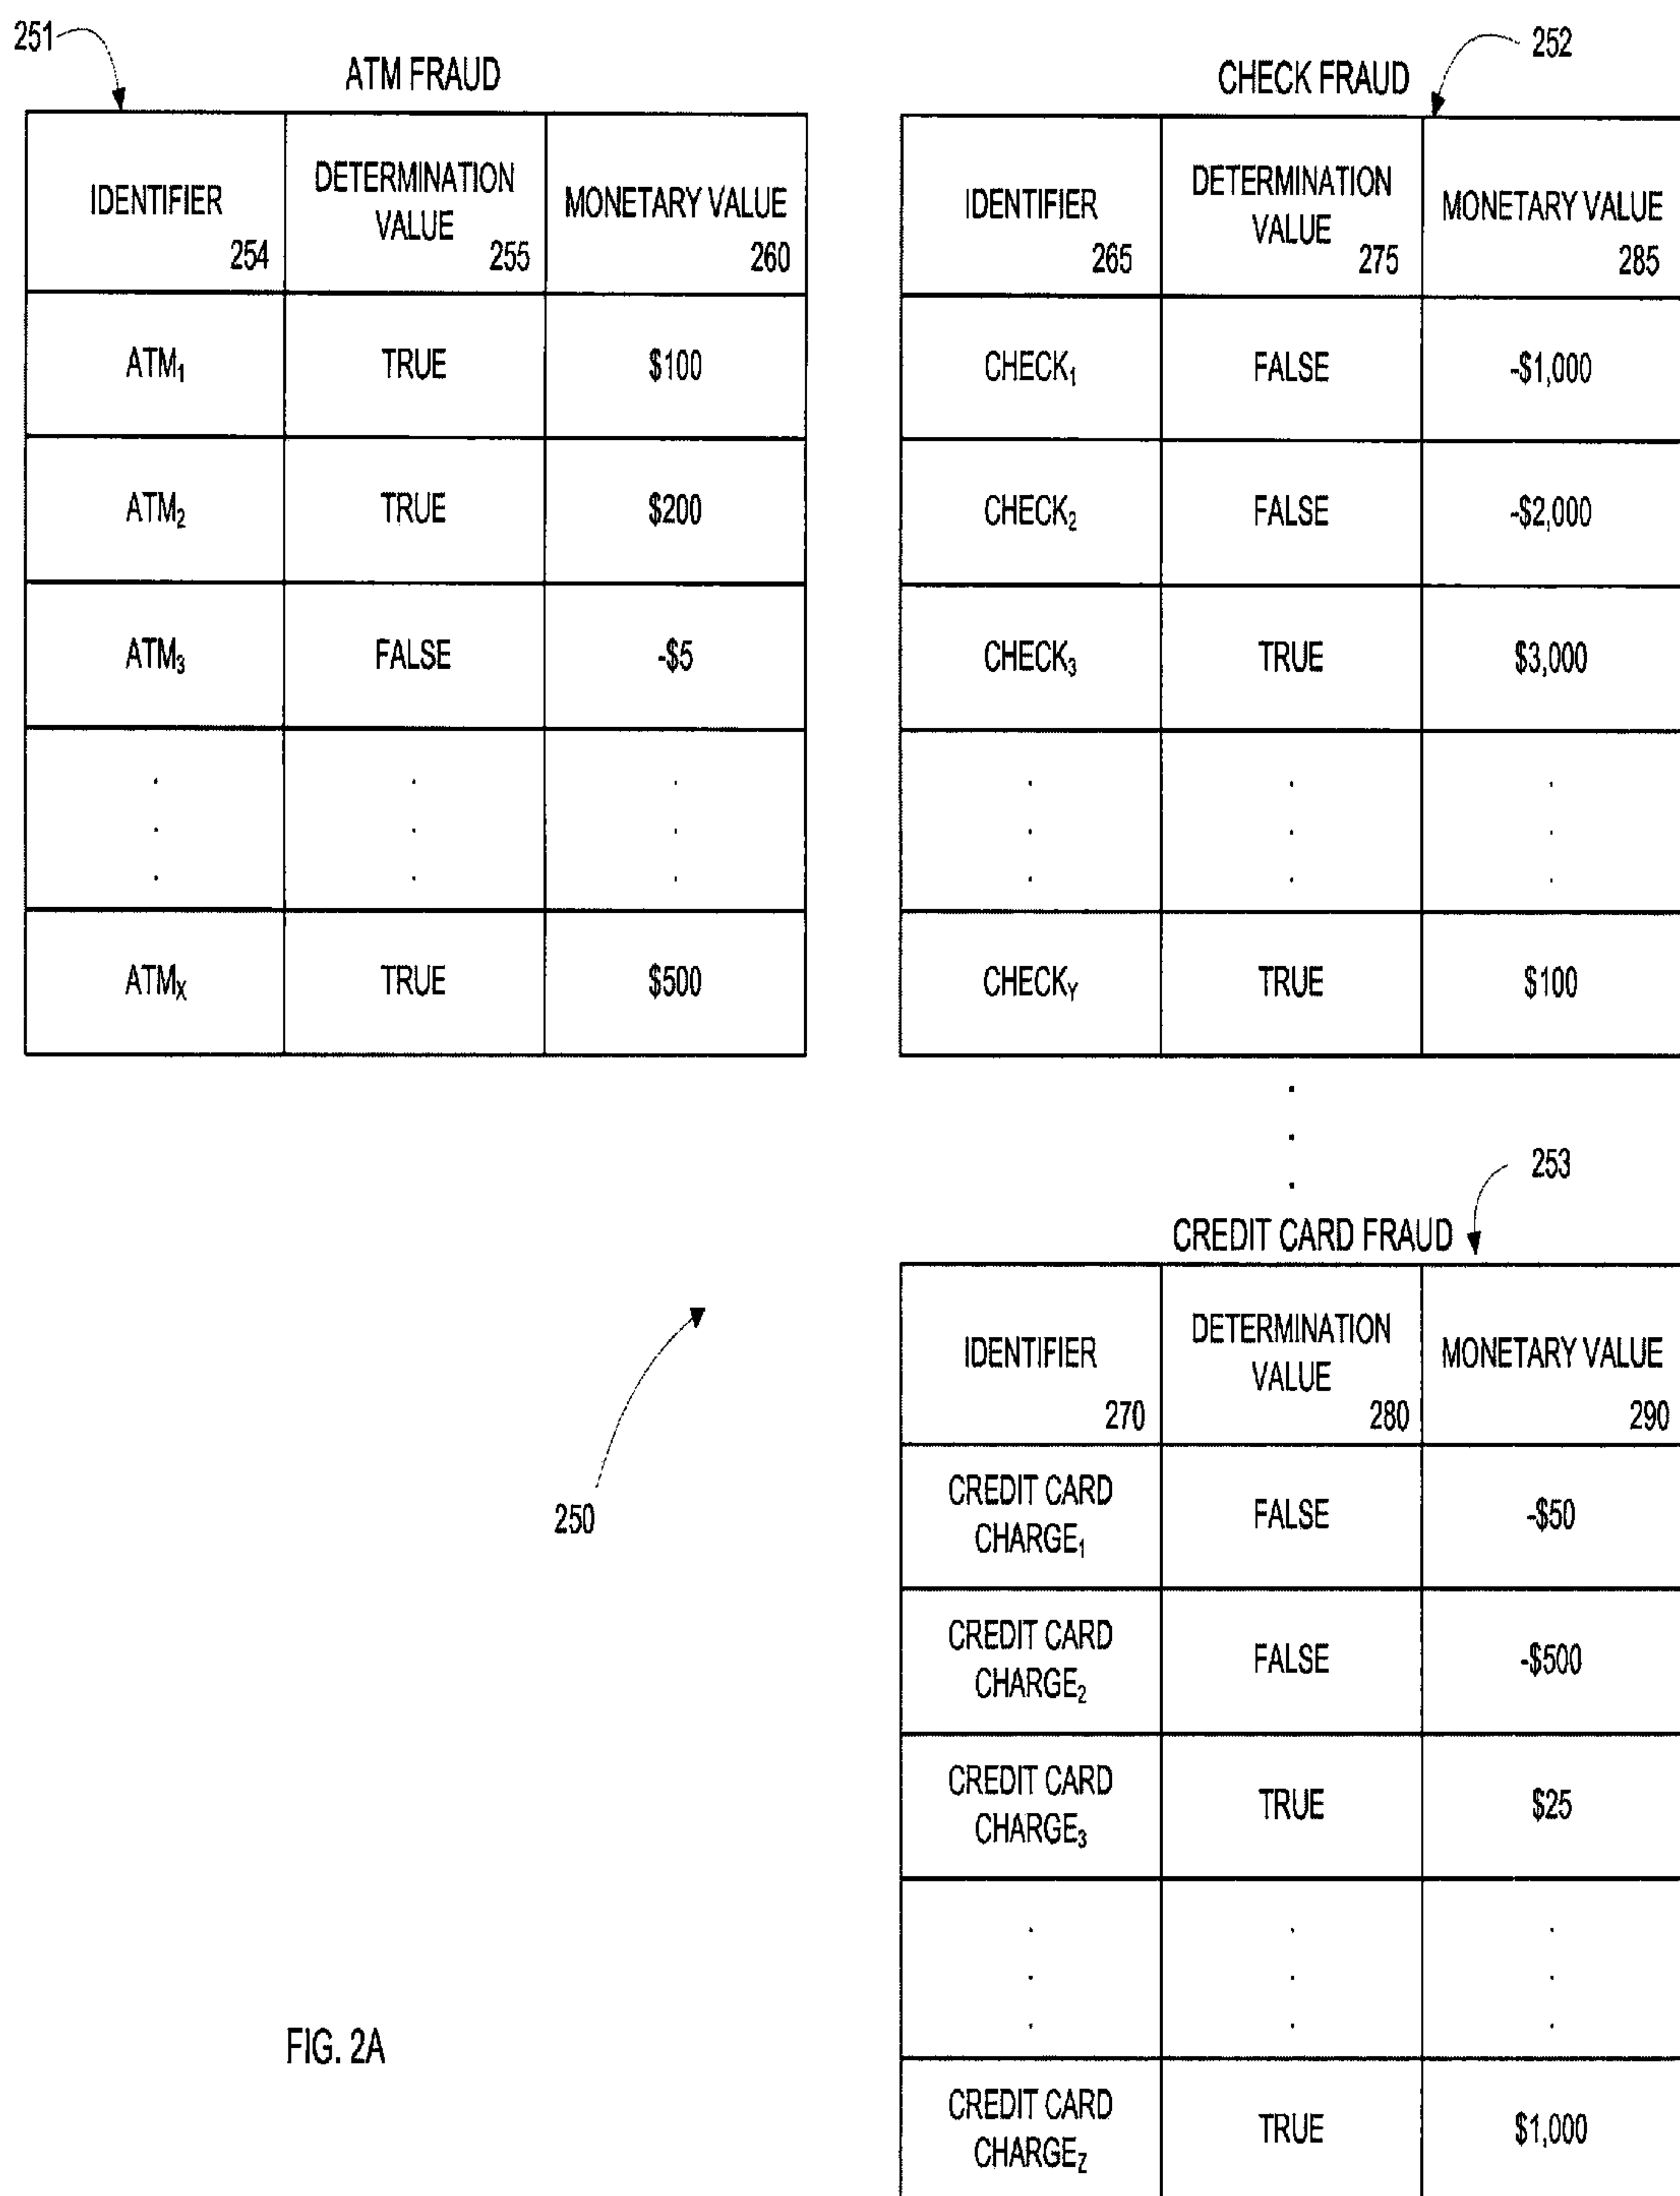 251
ATM FRAUD
IDENTIFIER 254 DETERMINATION VALUE 255 MONETARY VALUE 260
ATM₁ TRUE $100
ATM₂ TRUE $200
ATM₃ FALSE -$5
. . .
. . .
. . .
ATMₓ TRUE $500
252
CHECK FRAUD
IDENTIFIER 265 DETERMINATION VALUE 275 MONETARY VALUE 285
CHECK₁ FALSE -$1,000
CHECK₂ FALSE -$2,000
CHECK₃ TRUE $3,000
. . .
. . .
. . .
CHECKY TRUE $100
.
.
.
253
CREDIT CARD FRAUD
IDENTIFIER 270 DETERMINATION VALUE 280 MONETARY VALUE 290
CREDIT CARD CHARGE₁ FALSE -$50
CREDIT CARD CHARGE₂ FALSE -$500
CREDIT CARD CHARGE₃ TRUE $25
. . .
. . .
. . .
CREDIT CARD CHARGEZ TRUE $1,000
250
FIG. 2A